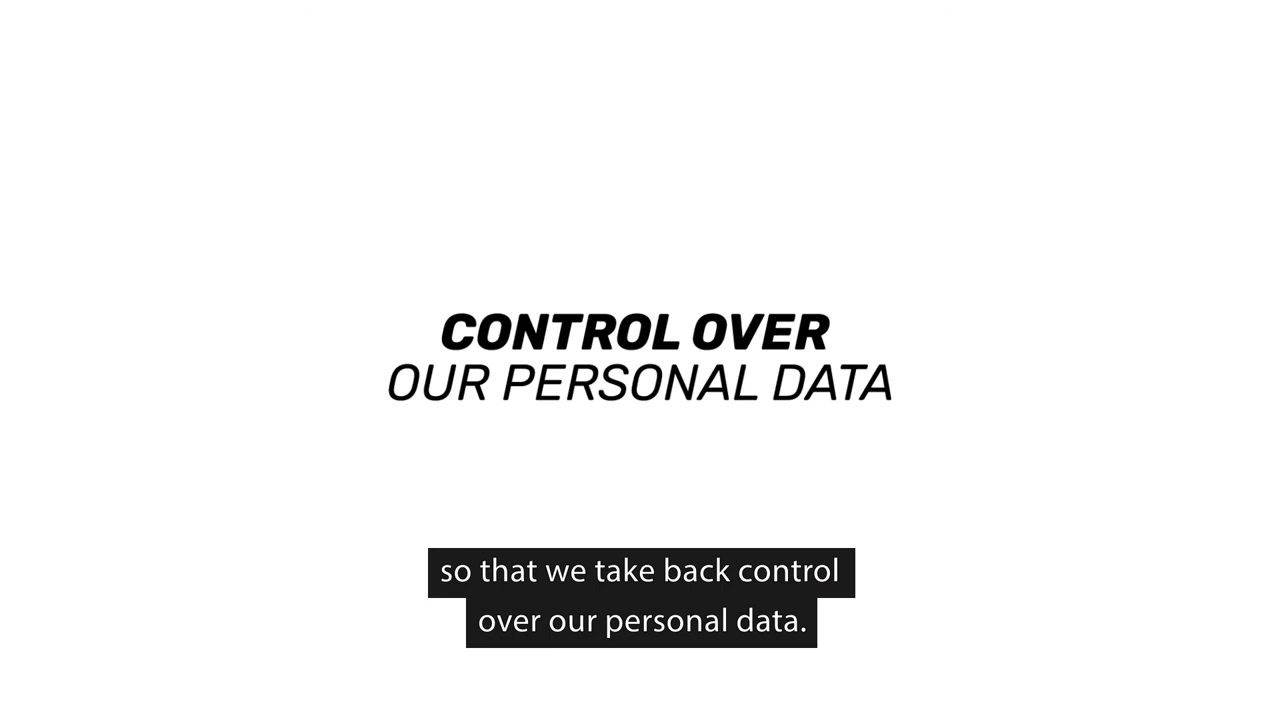 CONTROL OVER
OUR PERSONAL DATA
so that we take back control
over our personal data.